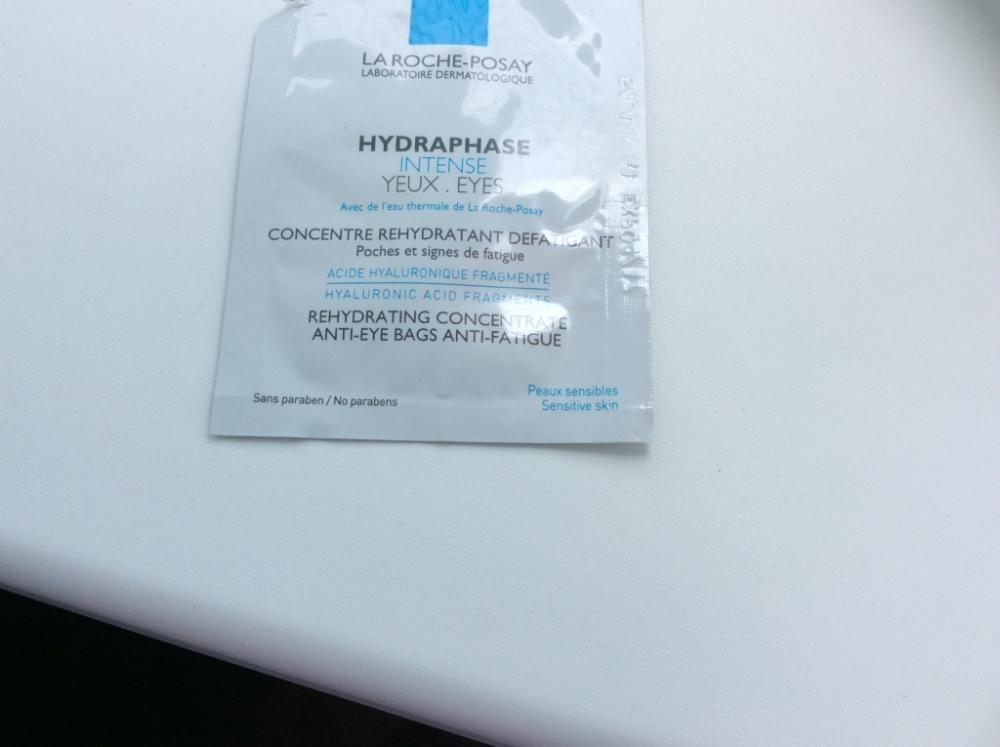 LA ROCHE-POSAY
LABORATOIRE DERMATOLOGIQUE
HYDRAPHASE
INTENSE
YEUX . EYES
Avec de l'eau thermale de La Roche-Posay
CONCENTRE REHYDRATANT DEFATIGANT
Poches et signes de fatigue
ACIDE HYALURONIQUE FRAGMENTÉ
HYALURONIC ACID FRAGMENTS
REHYDRATING CONCENTRATE
ANTI-EYE BAGS ANTI-FATIGUE
Sans paraben / No parabens
Peaux sensibles
Sensitive skin